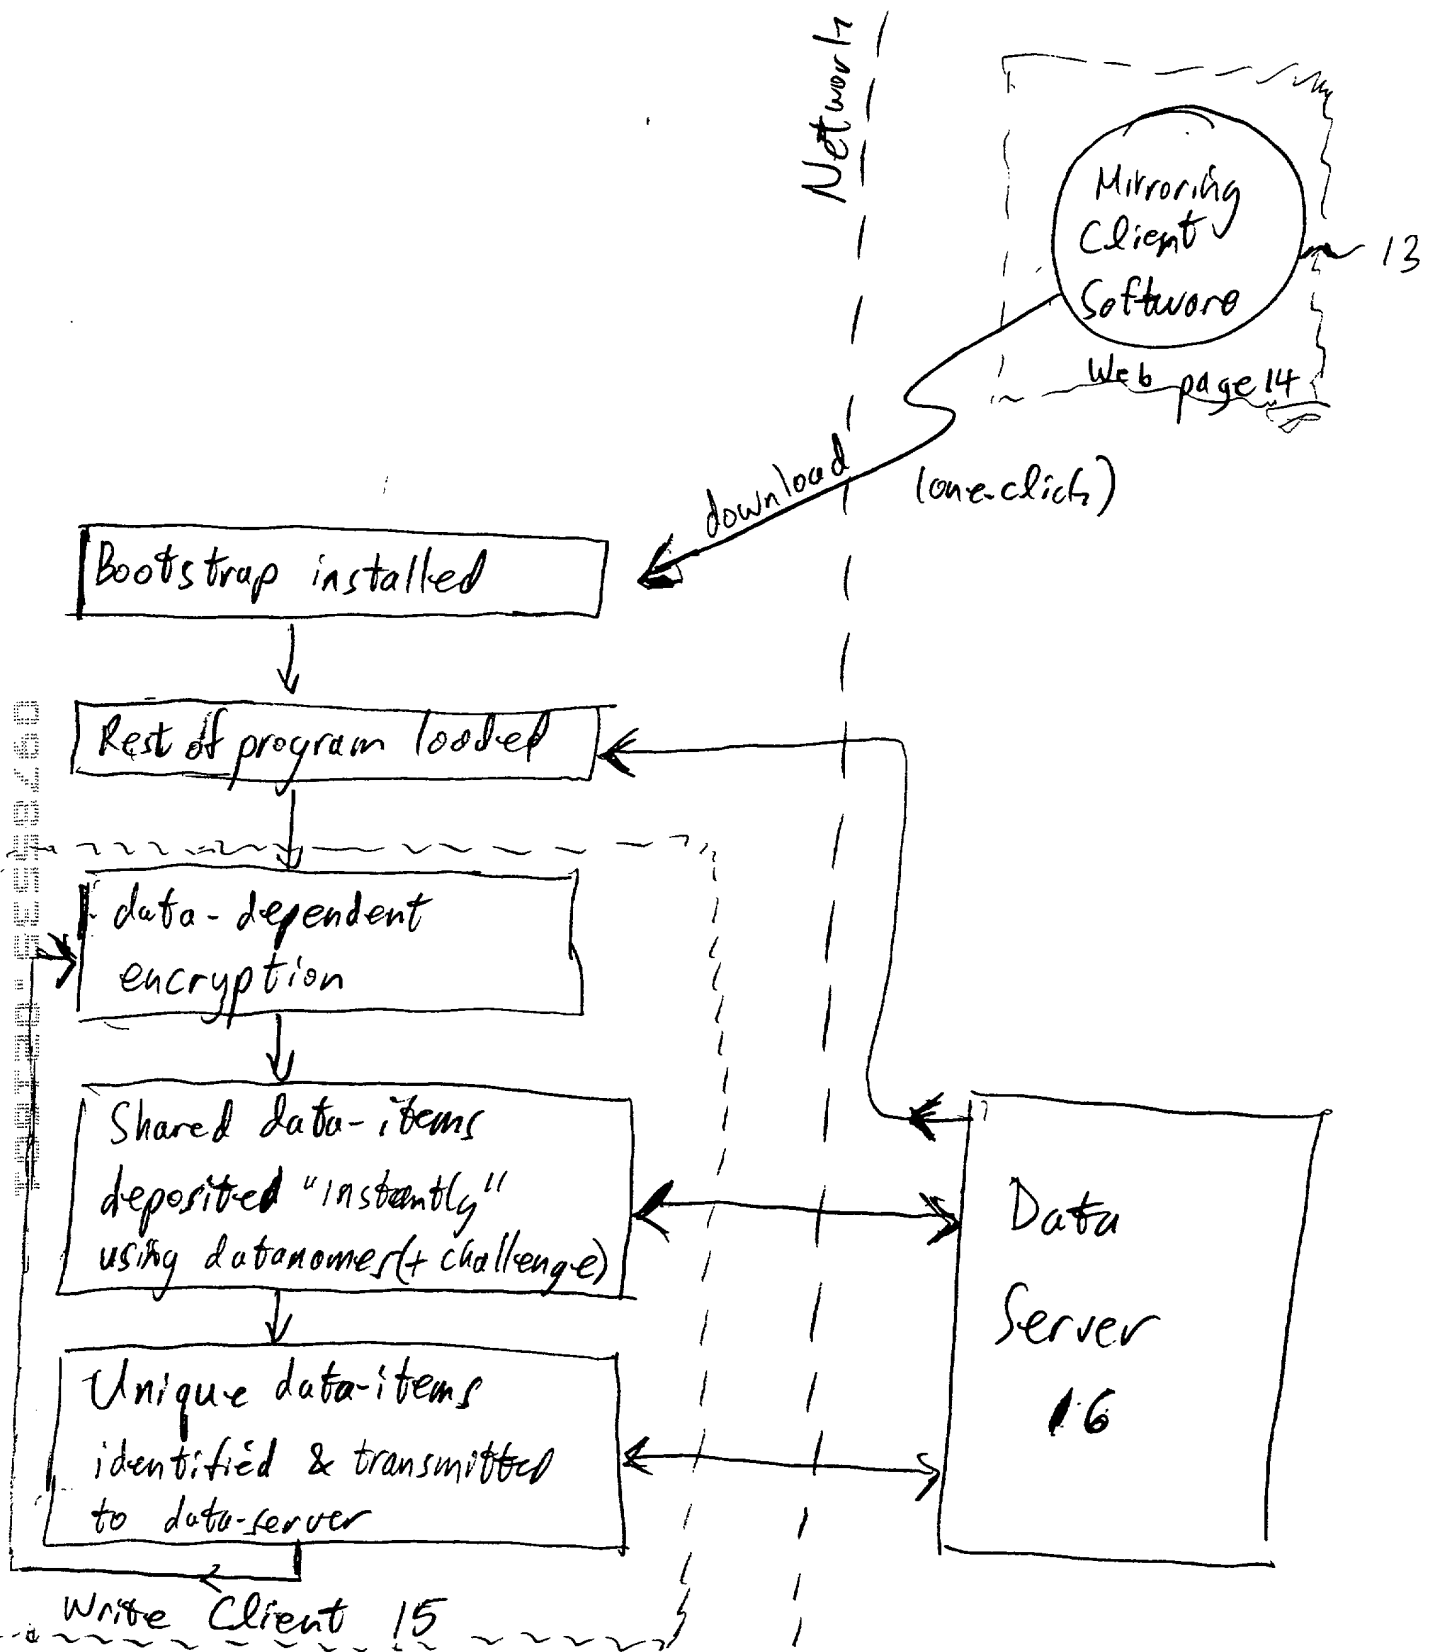 Network
Mirroring
Client
Software
13
Web page 14
download
(one-click)
Bootstrap installed
Rest of program loaded
data-dependent
encryption
Shared data-items
deposited "instantly"
using datanames (+ challenge)
Unique data-items
identified & transmitted
to data-server
Write Client 15
Data
Server
16